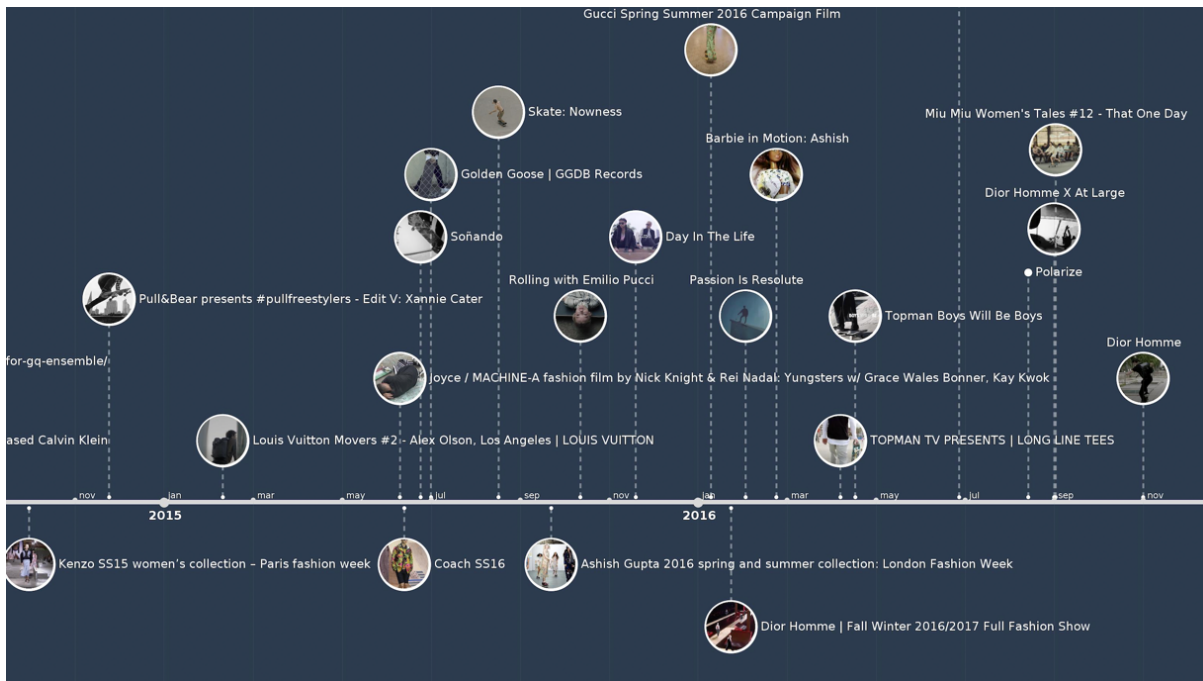 Gucci Spring Summer 2016 Campaign Film
Skate: Nowness
Miu Miu Women's Tales #12 - That One Day
Barbie in Motion: Ashish
Golden Goose | GGDB Records
Dior Homme X At Large
Soñando
Day In The Life
Polarize
Rolling with Emilio Pucci
Passion Is Resolute
Pull&Bear presents #pullfreestylers - Edit V: Xannie Cater
Topman Boys Will Be Boys
Dior Homme
for-gq-ensemble/
Joyce / MACHINE-A fashion film by Nick Knight & Rei Nadal: Yungsters w/ Grace Wales Bonner, Kay Kwok
ased Calvin Klein
Louis Vuitton Movers #2 - Alex Olson, Los Angeles | LOUIS VUITTON
TOPMAN TV PRESENTS | LONG LINE TEES
nov jan mar may jul sep nov jan mar may jul sep nov
2015 2016
Kenzo SS15 women’s collection – Paris fashion week
Coach SS16
Ashish Gupta 2016 spring and summer collection: London Fashion Week
Dior Homme | Fall Winter 2016/2017 Full Fashion Show